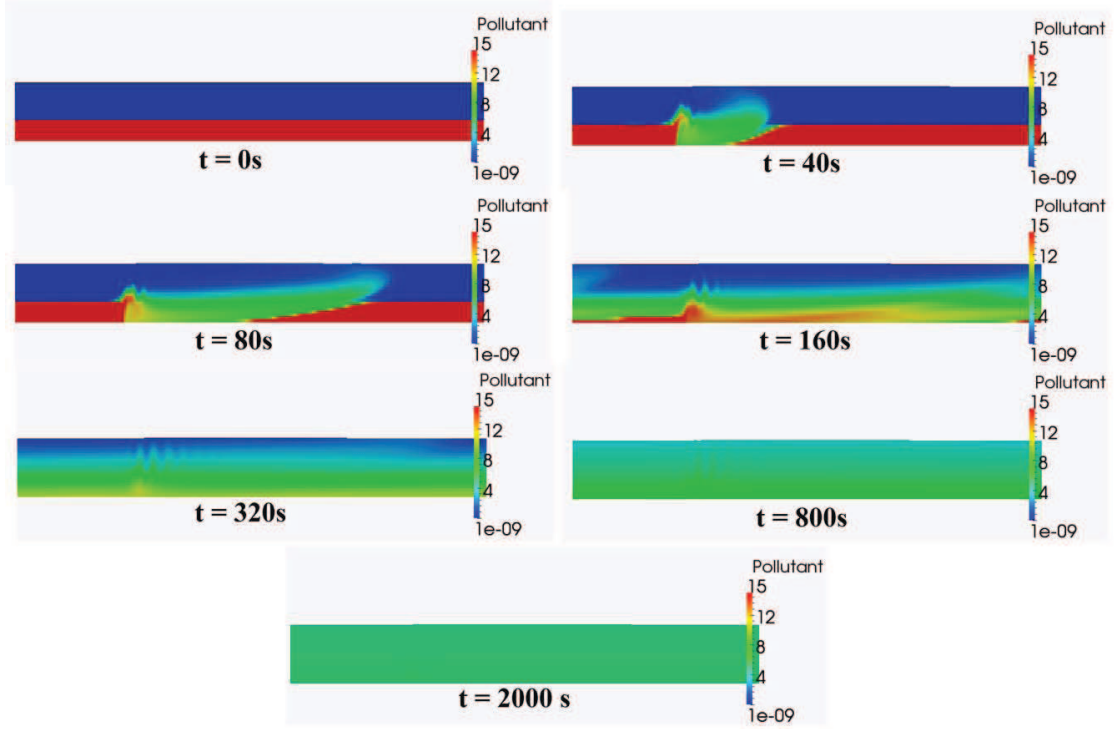 Pollutant
15
12
8
4
1e-09
t = 0s
Pollutant
15
12
8
4
1e-09
t = 40s
Pollutant
15
12
8
4
1e-09
t = 80s
Pollutant
15
12
8
4
1e-09
t = 160s
Pollutant
15
12
8
4
1e-09
t = 320s
Pollutant
15
12
8
4
1e-09
t = 800s
Pollutant
15
12
8
4
1e-09
t = 2000 s